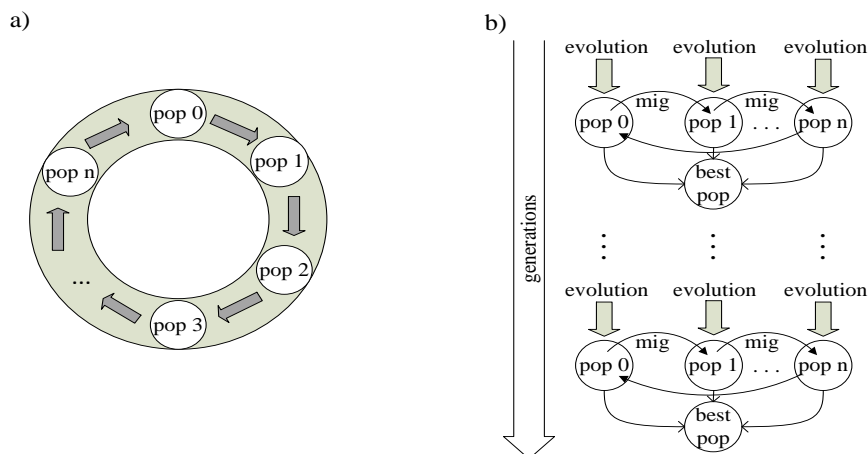 a)
pop 0
pop 1
pop 2
pop 3
...
pop n
b)
generations
evolution evolution evolution
mig mig
pop 0 pop 1 . . . pop n
best
pop
evolution evolution evolution
mig mig
pop 0 pop 1 . . . pop n
best
pop